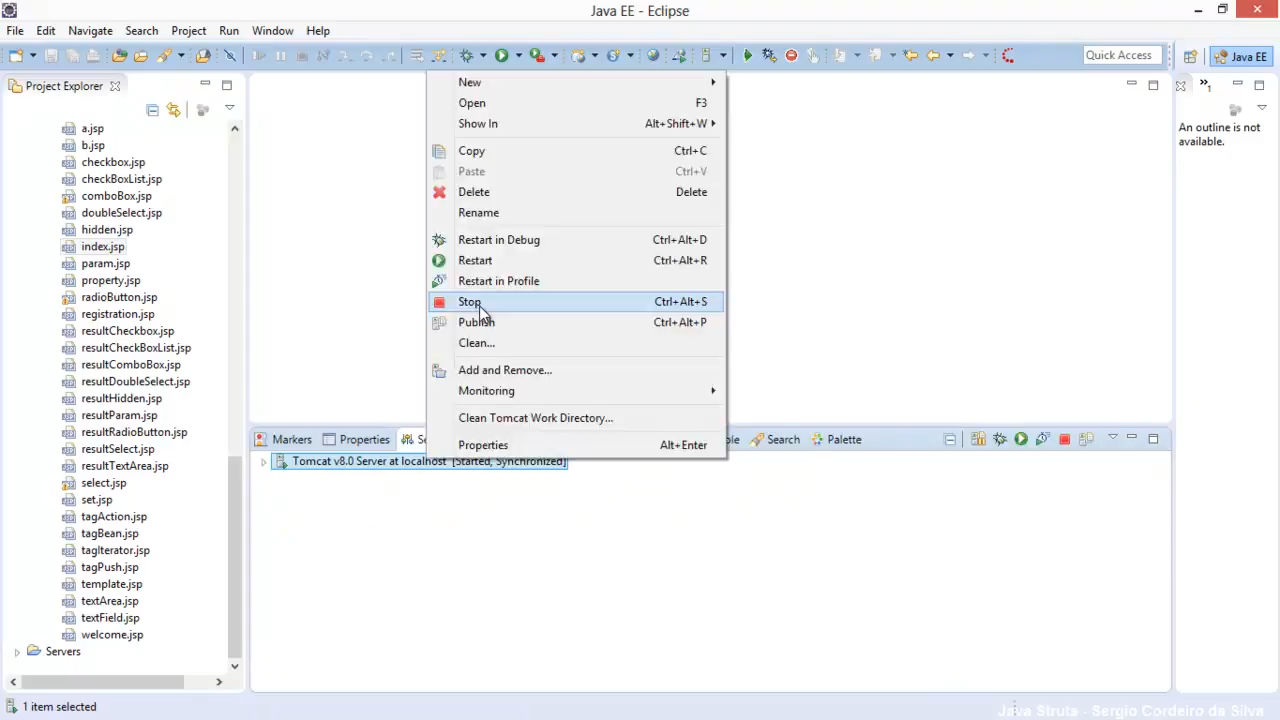 Java EE - Eclipse
File Edit Navigate Search Project Run Window Help
Quick Access
Java EE
Project Explorer
a.jsp
b.jsp
checkbox.jsp
checkBoxList.jsp
comboBox.jsp
doubleSelect.jsp
hidden.jsp
index.jsp
param.jsp
property.jsp
radioButton.jsp
registration.jsp
resultCheckbox.jsp
resultCheckBoxList.jsp
resultComboBox.jsp
resultDoubleSelect.jsp
resultHidden.jsp
resultParam.jsp
resultRadioButton.jsp
resultSelect.jsp
resultTextArea.jsp
select.jsp
set.jsp
tagAction.jsp
tagBean.jsp
tagIterator.jsp
tagPush.jsp
template.jsp
textArea.jsp
textField.jsp
welcome.jsp
Servers
New
Open F3
Show In Alt+Shift+W
Copy Ctrl+C
Paste Ctrl+V
Delete Delete
Rename
Restart in Debug Ctrl+Alt+D
Restart Ctrl+Alt+R
Restart in Profile
Stop Ctrl+Alt+S
Publish Ctrl+Alt+P
Clean...
Add and Remove...
Monitoring
Clean Tomcat Work Directory...
Properties Alt+Enter
1
An outline is not
available.
Markers Properties Search Palette
Tomcat v8.0 Server at localhost [Started, Synchronized]
1 item selected
Java Struts - Sergio Cordeiro da Silva